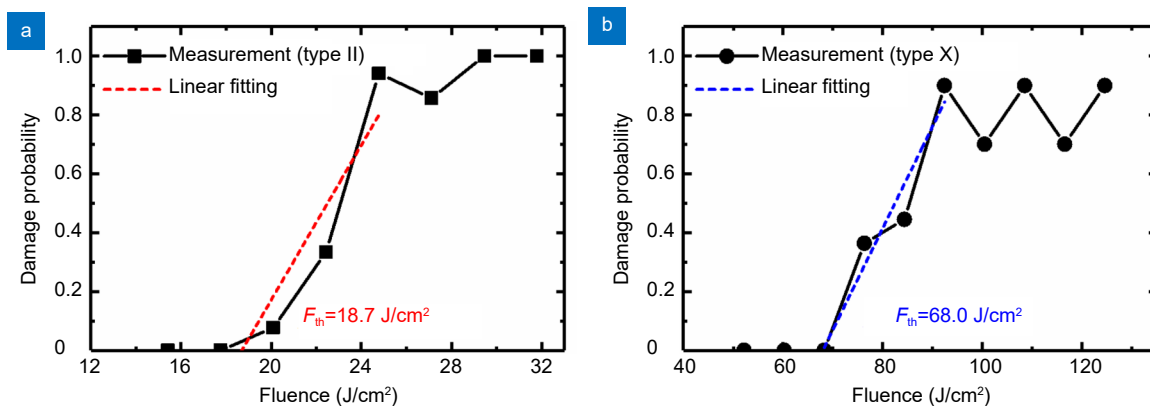 a
1.0
0.8
0.6
0.4
0.2
0
Damage probability
Measurement (type II)
Linear fitting
Fth=18.7 J/cm²
12 16 20 24 28 32
Fluence (J/cm²)
b
1.0
0.8
0.6
0.4
0.2
0
Damage probability
Measurement (type X)
Linear fitting
Fth=68.0 J/cm²
40 60 80 100 120
Fluence (J/cm²)